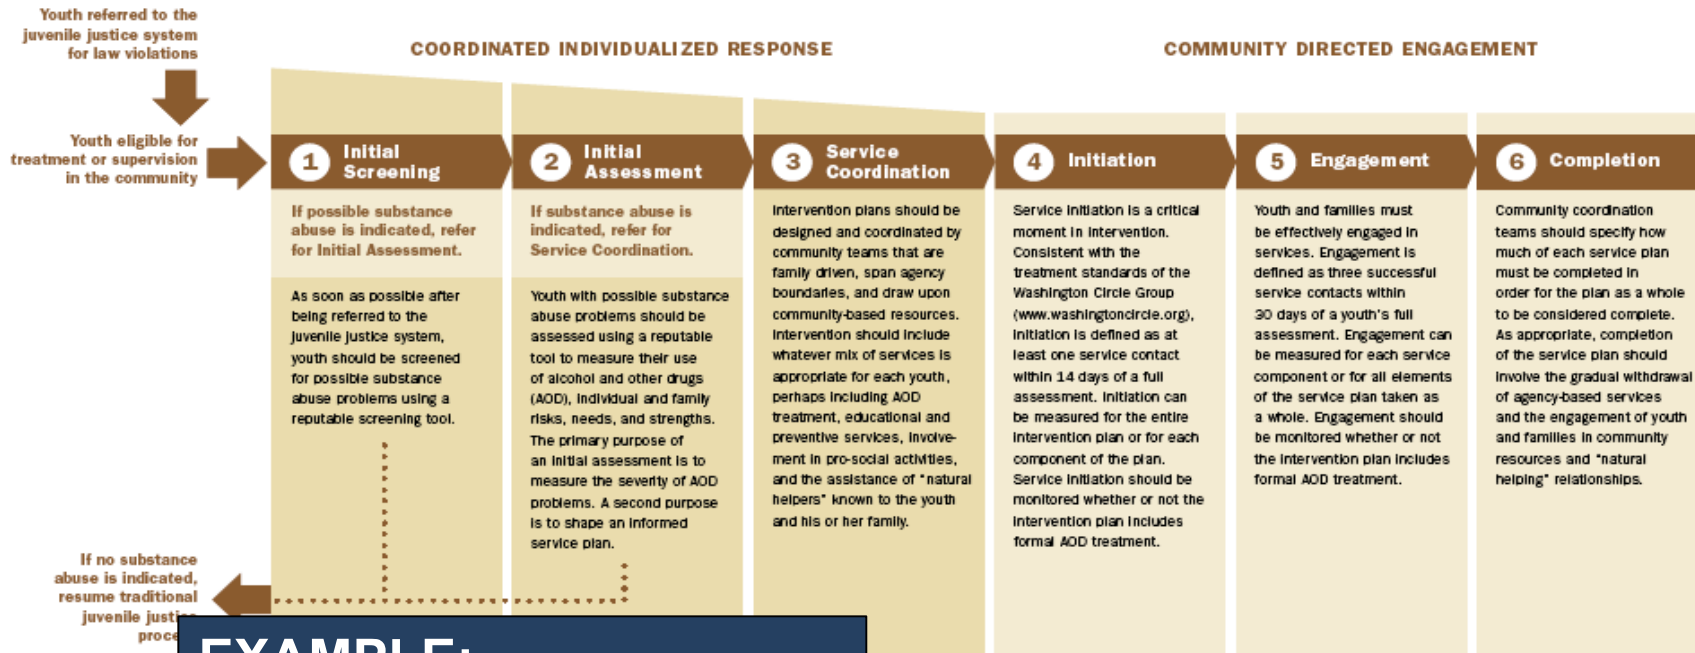 Youth referred to the
juvenile justice system
for law violations
COORDINATED INDIVIDUALIZED RESPONSE
COMMUNITY DIRECTED ENGAGEMENT
Youth eligible for
treatment or supervision
in the community
1
Initial
Screening
If possible substance
abuse is indicated, refer
for Initial Assessment.
As soon as possible after
being referred to the
juvenile justice system,
youth should be screened
for possible substance
abuse problems using a
reputable screening tool.
2
Initial
Assessment
If substance abuse is
indicated, refer for
Service Coordination.
Youth with possible substance
abuse problems should be
assessed using a reputable
tool to measure their use
of alcohol and other drugs
(AOD), individual and family
risks, needs, and strengths.
The primary purpose of
an initial assessment is to
measure the severity of AOD
problems. A second purpose
is to shape an informed
service plan.
3
Service
Coordination
Intervention plans should be
designed and coordinated by
community teams that are
family driven, span agency
boundaries, and draw upon
community-based resources.
Intervention should include
whatever mix of services is
appropriate for each youth,
perhaps including AOD
treatment, educational and
preventive services, involve-
ment in pro-social activities,
and the assistance of "natural
helpers" known to the youth
and his or her family.
4
Initiation
Service initiation is a critical
moment in intervention.
Consistent with the
treatment standards of the
Washington Circle Group
(www.washingtoncircle.org),
initiation is defined as at
least one service contact
within 14 days of a full
assessment. Initiation can
be measured for the entire
intervention plan or for each
component of the plan.
Service initiation should be
monitored whether or not the
intervention plan includes
formal AOD treatment.
5
Engagement
Youth and families must
be effectively engaged in
services. Engagement is
defined as three successful
service contacts within
30 days of a youth's full
assessment. Engagement can
be measured for each service
component or for all elements
of the service plan taken as
a whole. Engagement should
be monitored whether or not
the intervention plan includes
formal AOD treatment.
6
Completion
Community coordination
teams should specify how
much of each service plan
must be completed in
order for the plan as a whole
to be considered complete.
As appropriate, completion
of the service plan should
involve the gradual withdrawal
of agency-based services
and the engagement of youth
and families in community
resources and "natural
helping" relationships.
If no substance
abuse is indicated,
resume traditional
juvenile
EXAMPLE: